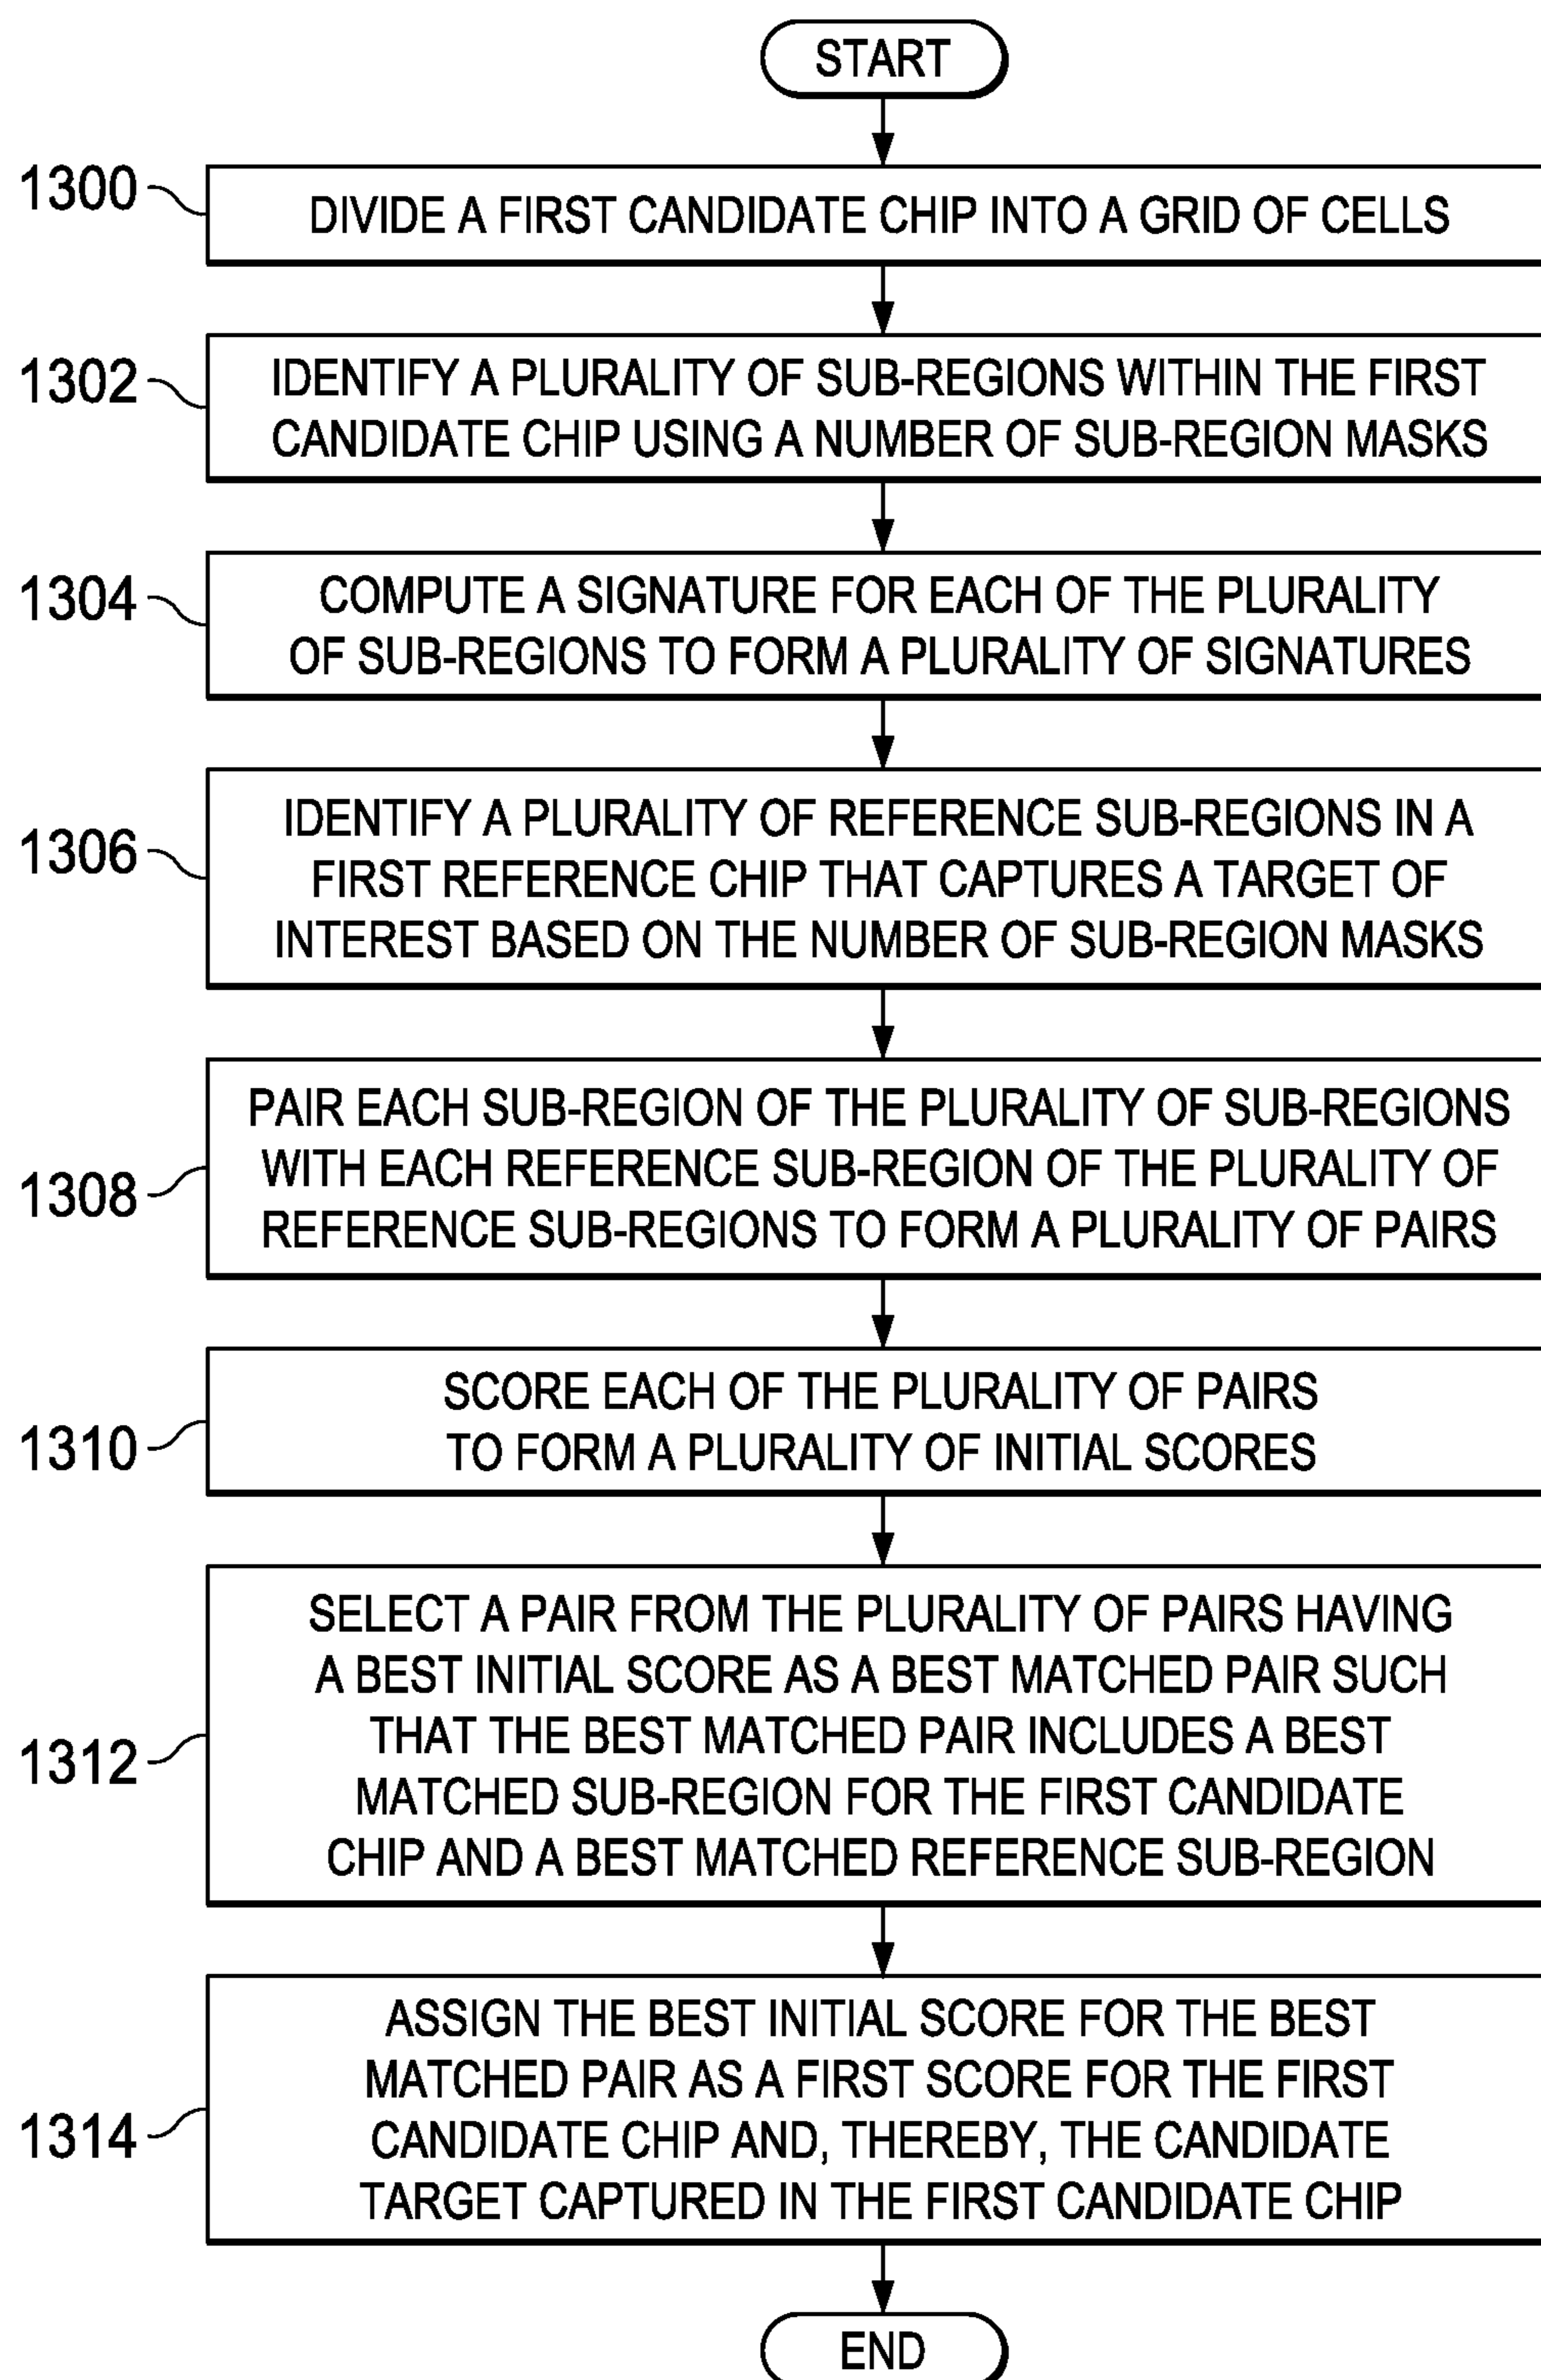 START
1300
DIVIDE A FIRST CANDIDATE CHIP INTO A GRID OF CELLS
1302
IDENTIFY A PLURALITY OF SUB-REGIONS WITHIN THE FIRST
CANDIDATE CHIP USING A NUMBER OF SUB-REGION MASKS
1304
COMPUTE A SIGNATURE FOR EACH OF THE PLURALITY
OF SUB-REGIONS TO FORM A PLURALITY OF SIGNATURES
1306
IDENTIFY A PLURALITY OF REFERENCE SUB-REGIONS IN A
FIRST REFERENCE CHIP THAT CAPTURES A TARGET OF
INTEREST BASED ON THE NUMBER OF SUB-REGION MASKS
1308
PAIR EACH SUB-REGION OF THE PLURALITY OF SUB-REGIONS
WITH EACH REFERENCE SUB-REGION OF THE PLURALITY OF
REFERENCE SUB-REGIONS TO FORM A PLURALITY OF PAIRS
1310
SCORE EACH OF THE PLURALITY OF PAIRS
TO FORM A PLURALITY OF INITIAL SCORES
1312
SELECT A PAIR FROM THE PLURALITY OF PAIRS HAVING
A BEST INITIAL SCORE AS A BEST MATCHED PAIR SUCH
THAT THE BEST MATCHED PAIR INCLUDES A BEST
MATCHED SUB-REGION FOR THE FIRST CANDIDATE
CHIP AND A BEST MATCHED REFERENCE SUB-REGION
1314
ASSIGN THE BEST INITIAL SCORE FOR THE BEST
MATCHED PAIR AS A FIRST SCORE FOR THE FIRST
CANDIDATE CHIP AND, THEREBY, THE CANDIDATE
TARGET CAPTURED IN THE FIRST CANDIDATE CHIP
END